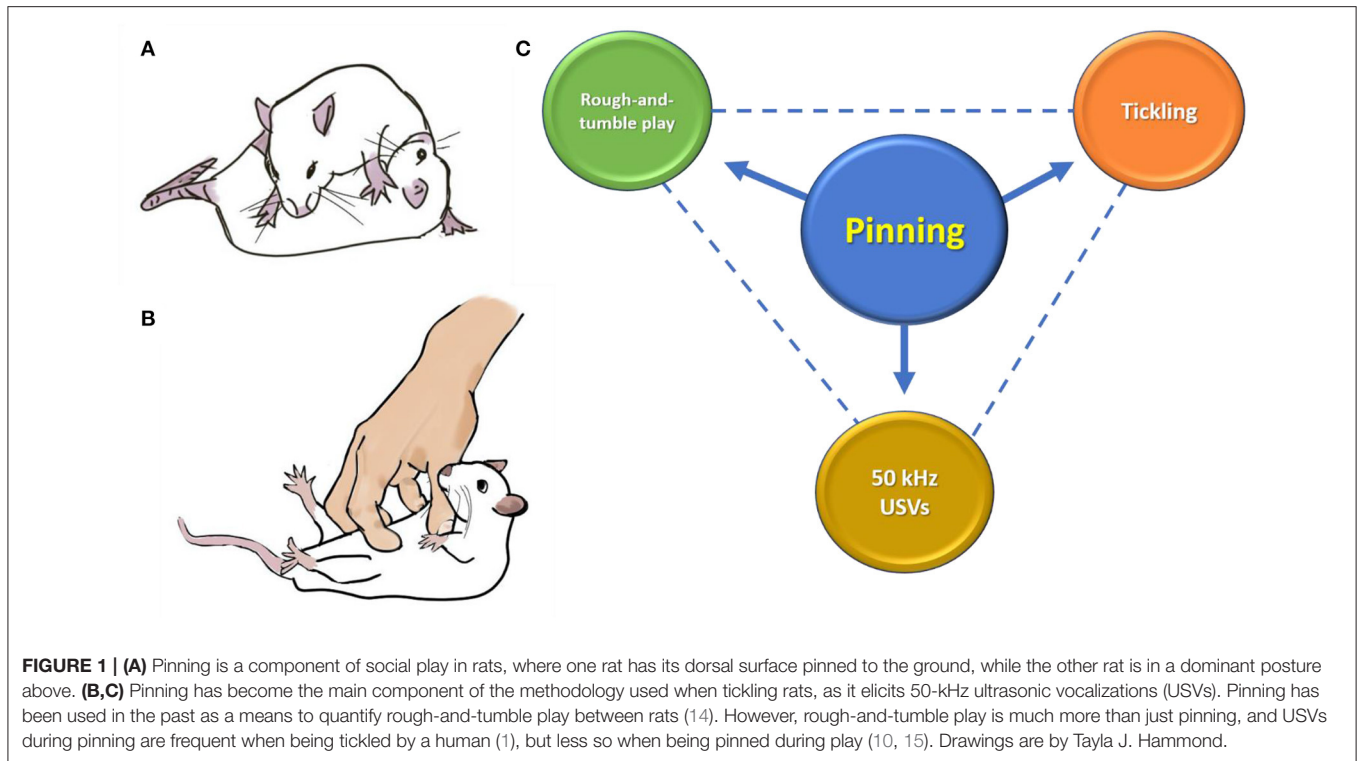 A
C
Rough-and-
tumble play
Tickling
Pinning
B
50 kHz
USVs
FIGURE 1 | (A) Pinning is a component of social play in rats, where one rat has its dorsal surface pinned to the ground, while the other rat is in a dominant posture
above. (B,C) Pinning has become the main component of the methodology used when tickling rats, as it elicits 50-kHz ultrasonic vocalizations (USVs). Pinning has
been used in the past as a means to quantify rough-and-tumble play between rats (14). However, rough-and-tumble play is much more than just pinning, and USVs
during pinning are frequent when being tickled by a human (1), but less so when being pinned during play (10, 15). Drawings are by Tayla J. Hammond.